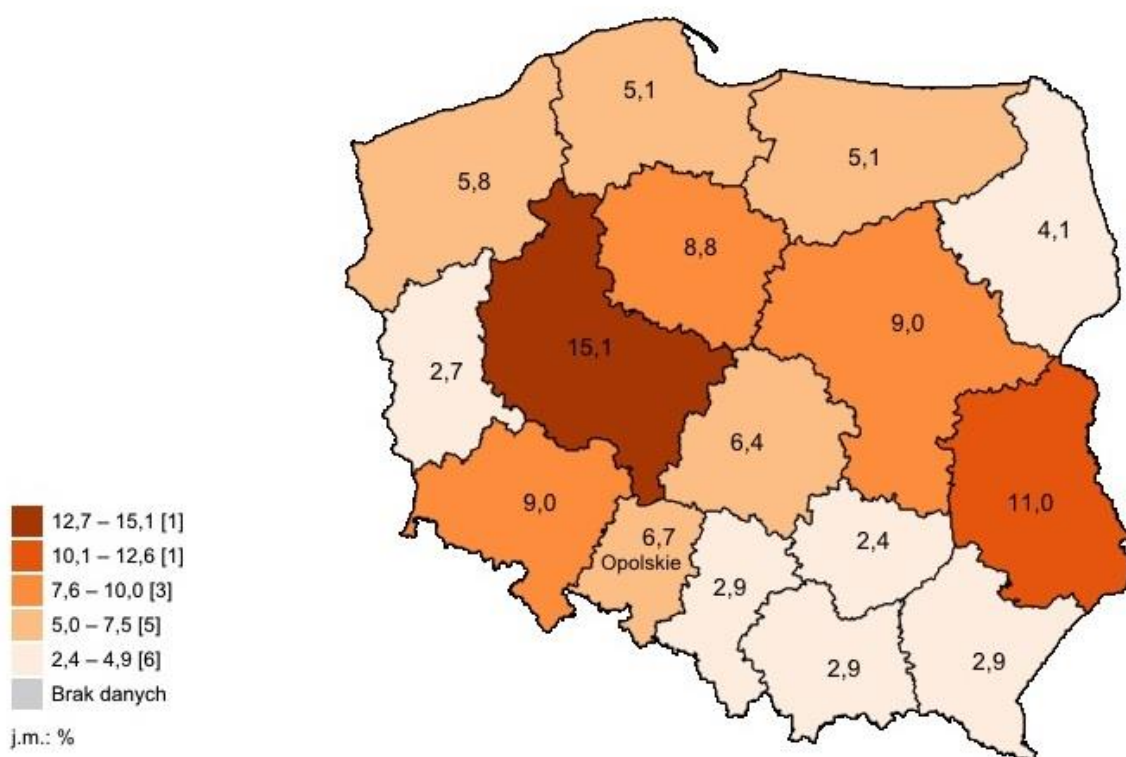 5,1
5,1
5,8
4,1
8,8
9,0
15,1
2,7
6,4
9,0
11,0
6,7
Opolskie
2,4
2,9
2,9
2,9
12,7 – 15,1 [1]
10,1 – 12,6 [1]
7,6 – 10,0 [3]
5,0 – 7,5 [5]
2,4 – 4,9 [6]
Brak danych
j.m.: %